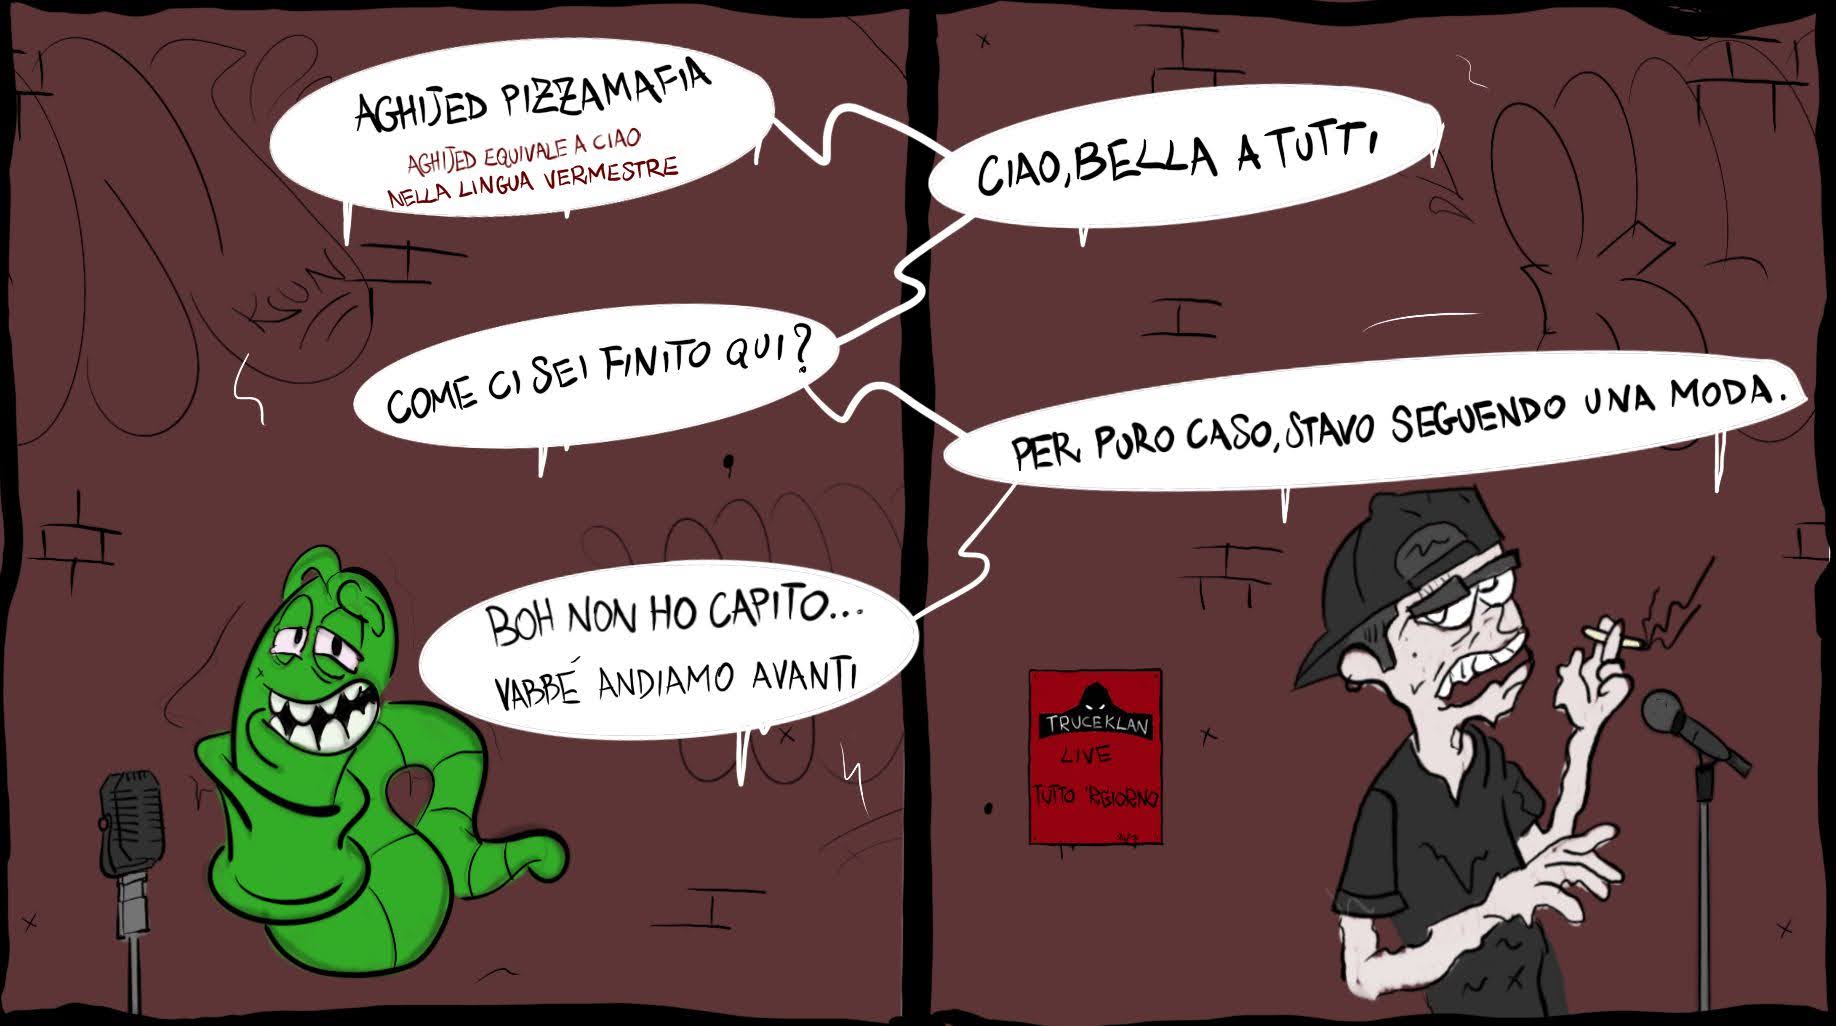 AGHIJED PIZZAMAFIA
AGHIJED EQUIVALE A CIAO
NELLA LINGUA VERMESTRE
CIAO, BELLA A TUTTI
COME CI SEI FINITO QUI?
PER PURO CASO, STAVO SEGUENDO UNA MODA.
BOH NON HO CAPITO...
VABBÉ ANDIAMO AVANTI
TRUCEKLAN
LIVE
TUTTO 'RGIORNO